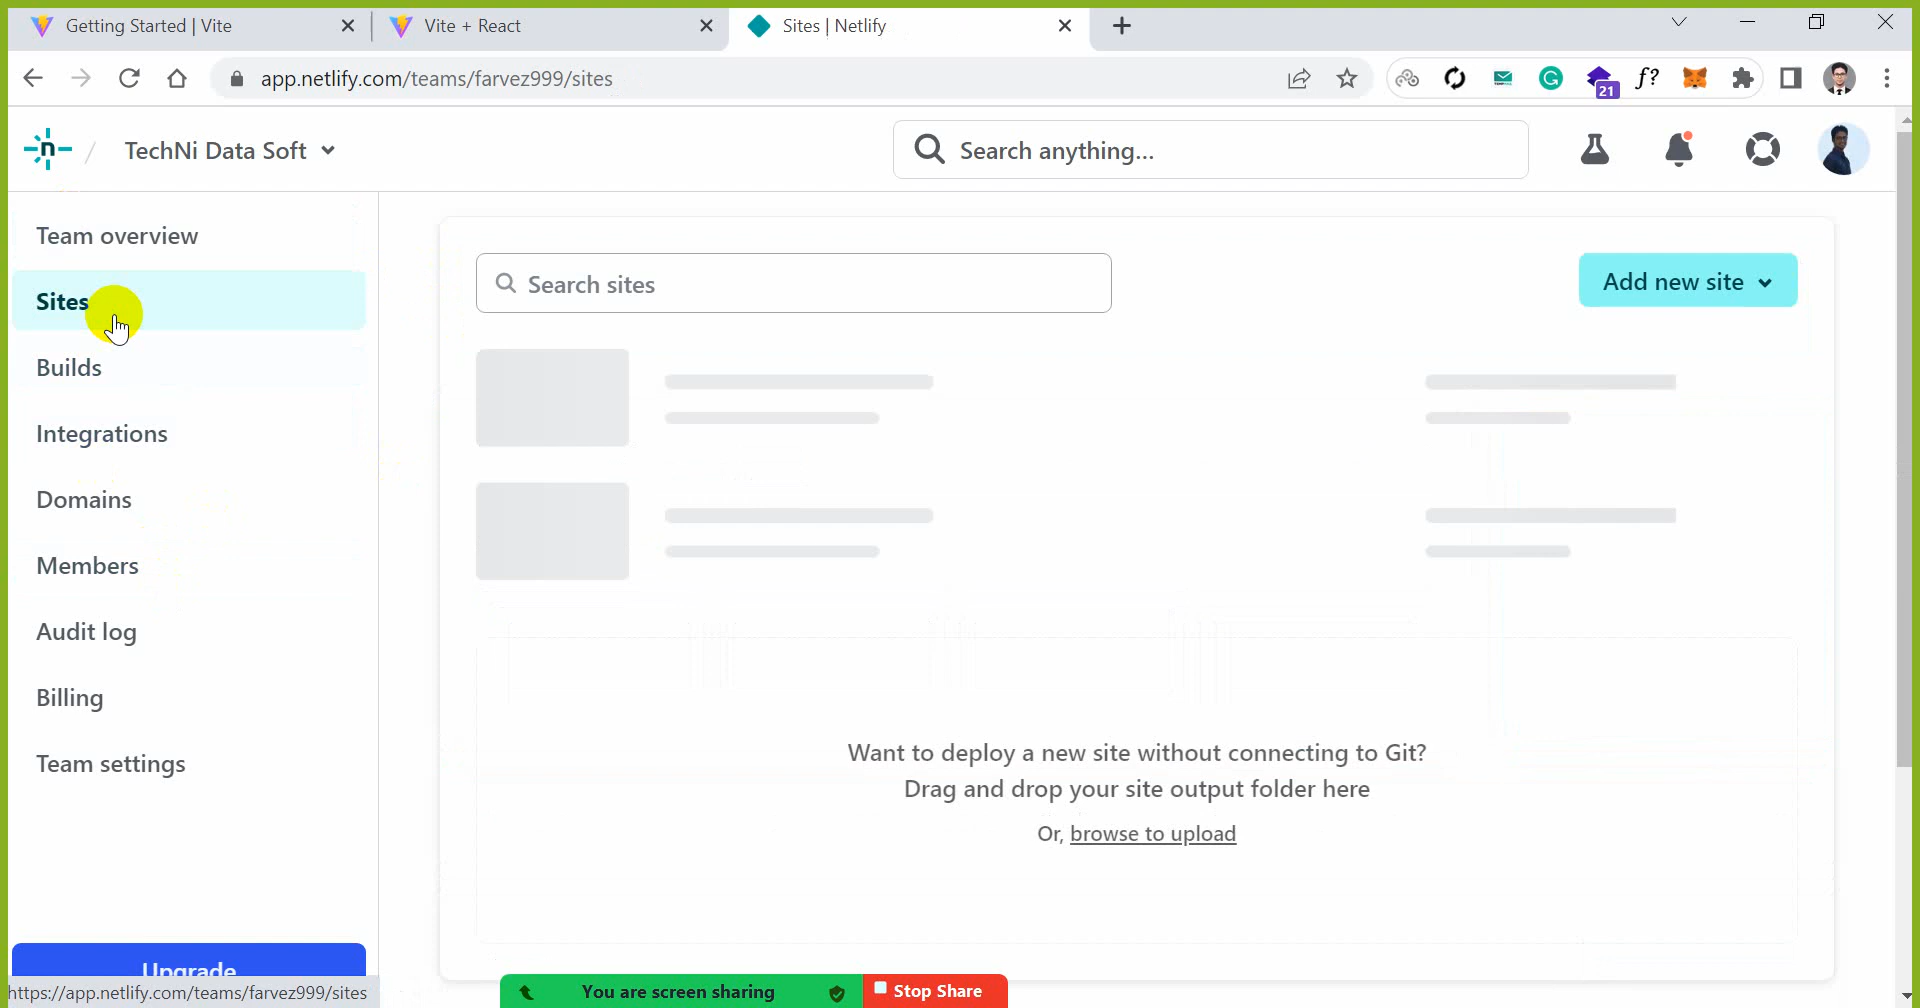 Getting Started | Vite
Vite + React
Sites | Netlify
app.netlify.com/teams/farvez999/sites
f?
21
n
/
TechNi Data Soft
Search anything...
Team overview
Sites
Builds
Integrations
Domains
Members
Audit log
Billing
Team settings
Upgrade
Search sites
Add new site
Want to deploy a new site without connecting to Git?
Drag and drop your site output folder here
Or, browse to upload
https://app.netlify.com/teams/farvez999/sites
You are screen sharing
Stop Share